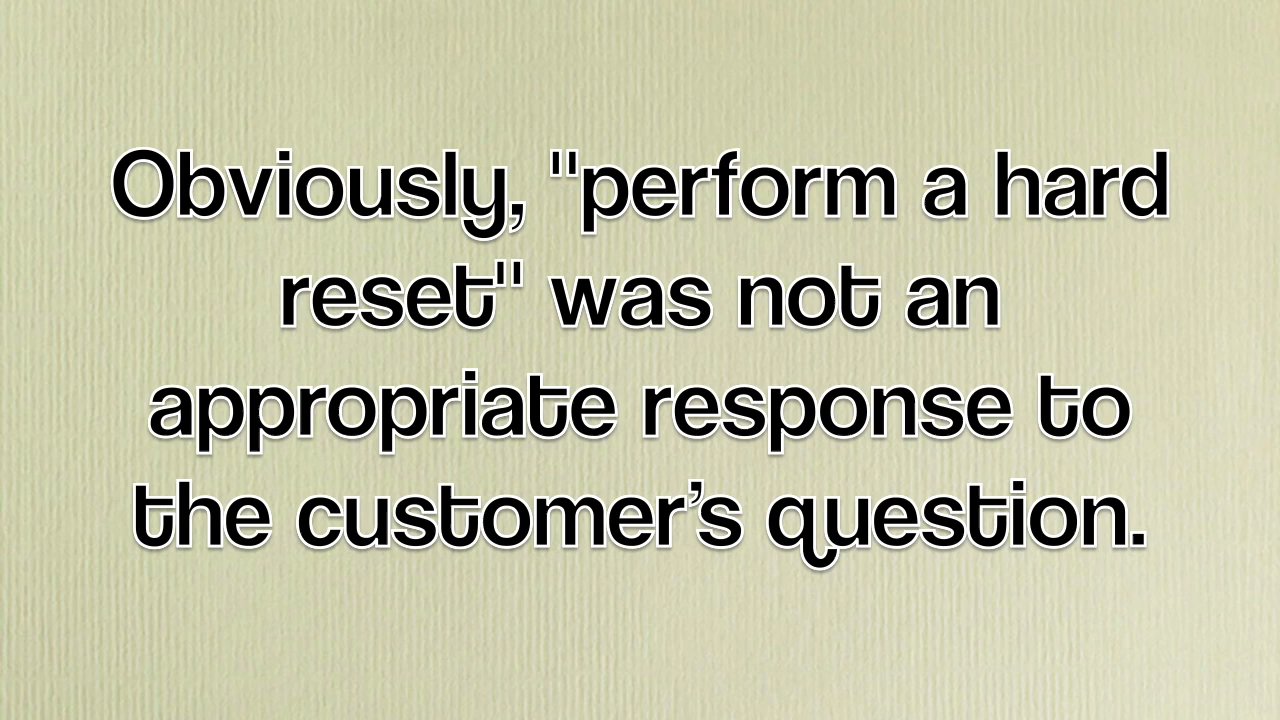 Obviously, "perform a hard
reset" was not an
appropriate response to
the customer’s question.